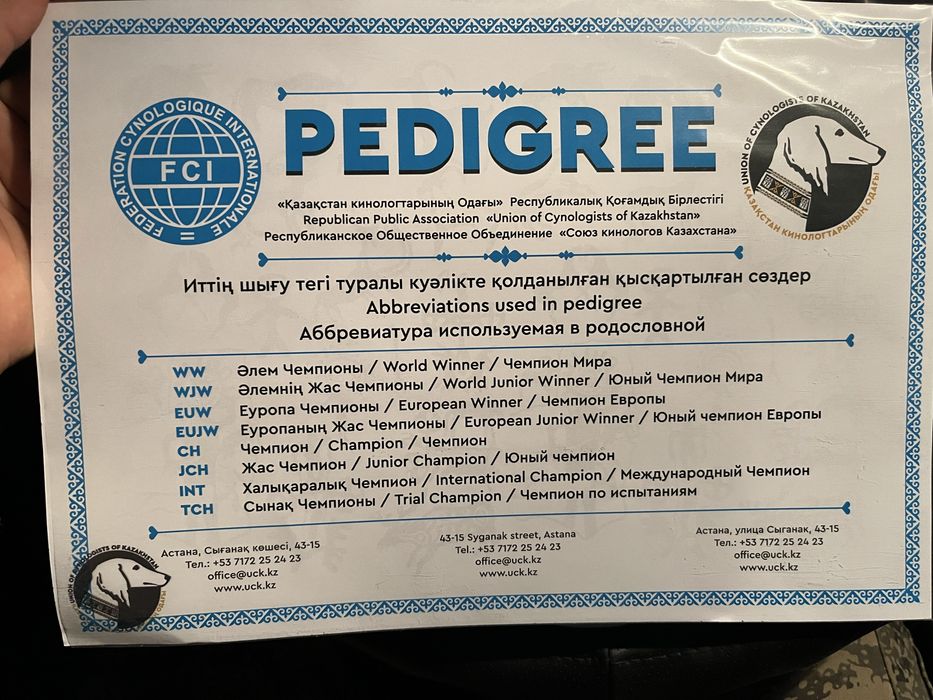 FEDERATION CYNOLOGIQUE INTERNATIONALE
FCI
PEDIGREE
UNION OF CYNOLOGISTS OF KAZAKHSTAN
ҚАЗАҚСТАН КИНОЛОГТАРЫНЫҢ ОДАҒЫ
«Қазақстан кинологтарының Одағы» Республикалық Қоғамдық Бірлестігі
Republican Public Association «Union of Cynologists of Kazakhstan»
Республиканское Общественное Объединение «Союз кинологов Казахстана»
Иттің шығу тегі туралы куәлікте қолданылған қысқартылған сөздер
Abbreviations used in pedigree
Аббревиатура используемая в родословной
WW Әлем Чемпионы / World Winner / Чемпион Мира
WJW Әлемнің Жас Чемпионы / World Junior Winner / Юный Чемпион Мира
EUW Еуропа Чемпионы / European Winner / Чемпион Европы
EUJW Еуропаның Жас Чемпионы / European Junior Winner / Юный чемпион Европы
CH Чемпион / Champion / Чемпион
JCH Жас Чемпион / Junior Champion / Юный чемпион
INT Халықаралық Чемпион / International Champion / Международный Чемпион
TCH Сынақ Чемпионы / Trial Champion / Чемпион по испытаниям
Астана, Сығанақ көшесі, 43-15
Тел.: +53 7172 25 24 23
office@uck.kz
www.uck.kz
43-15 Syganak street, Astana
Tel.: +53 7172 25 24 23
office@uck.kz
www.uck.kz
Астана, улица Сыганак, 43-15
Тел.: +53 7172 25 24 23
office@uck.kz
www.uck.kz
OF KAZAKHSTAN
ОДАҒЫ